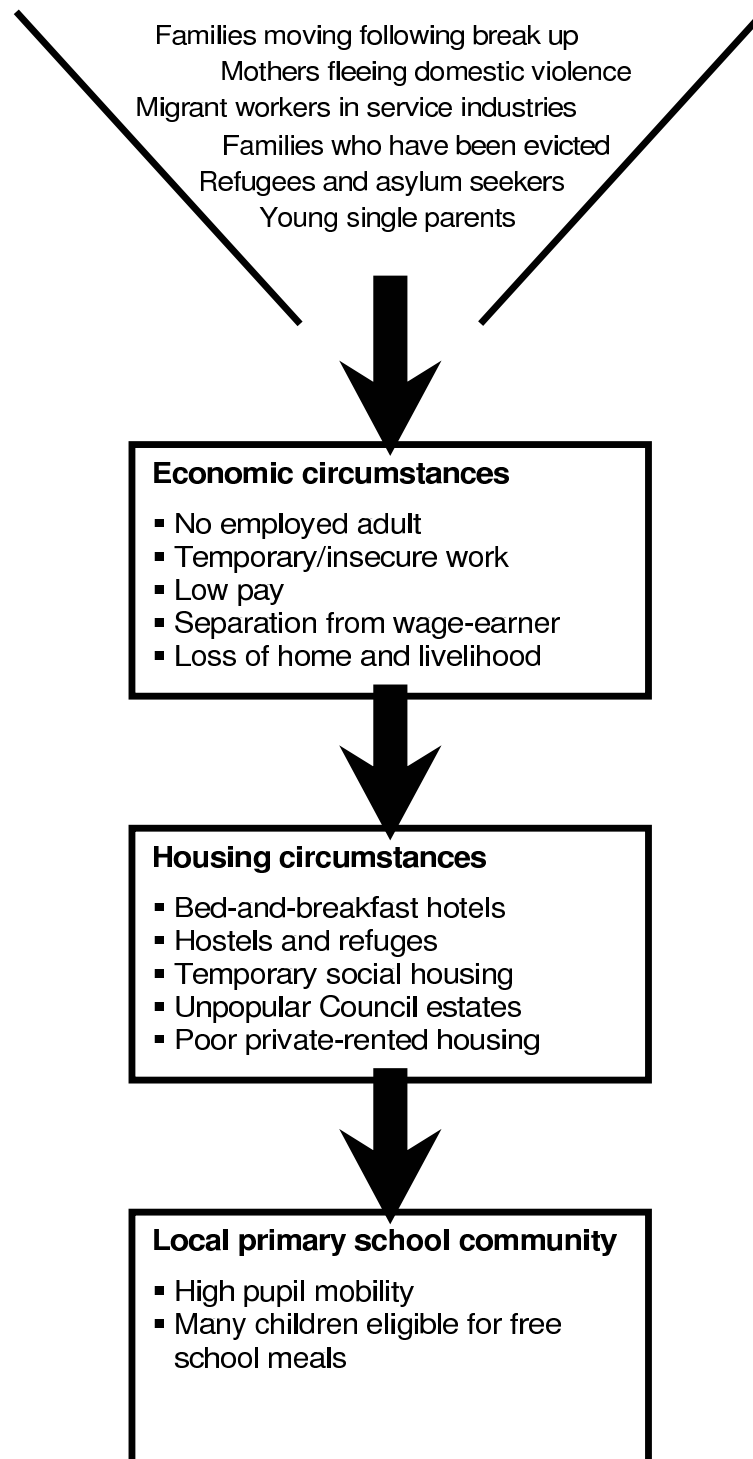 Families moving following break up
Mothers fleeing domestic violence
Migrant workers in service industries
Families who have been evicted
Refugees and asylum seekers
Young single parents
Economic circumstances
▪ No employed adult
▪ Temporary/insecure work
▪ Low pay
▪ Separation from wage-earner
▪ Loss of home and livelihood
Housing circumstances
▪ Bed-and-breakfast hotels
▪ Hostels and refuges
▪ Temporary social housing
▪ Unpopular Council estates
▪ Poor private-rented housing
Local primary school community
▪ High pupil mobility
▪ Many children eligible for free
school meals